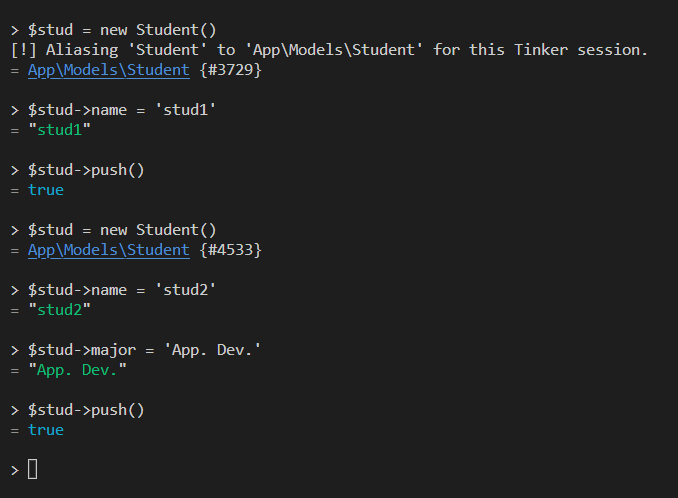 > $stud = new Student()
[!] Aliasing 'Student' to 'App\Models\Student' for this Tinker session.
= App\Models\Student {#3729}
> $stud->name = 'stud1'
= "stud1"
> $stud->push()
= true
> $stud = new Student()
= App\Models\Student {#4533}
> $stud->name = 'stud2'
= "stud2"
> $stud->major = 'App. Dev.'
= "App. Dev."
> $stud->push()
= true
>